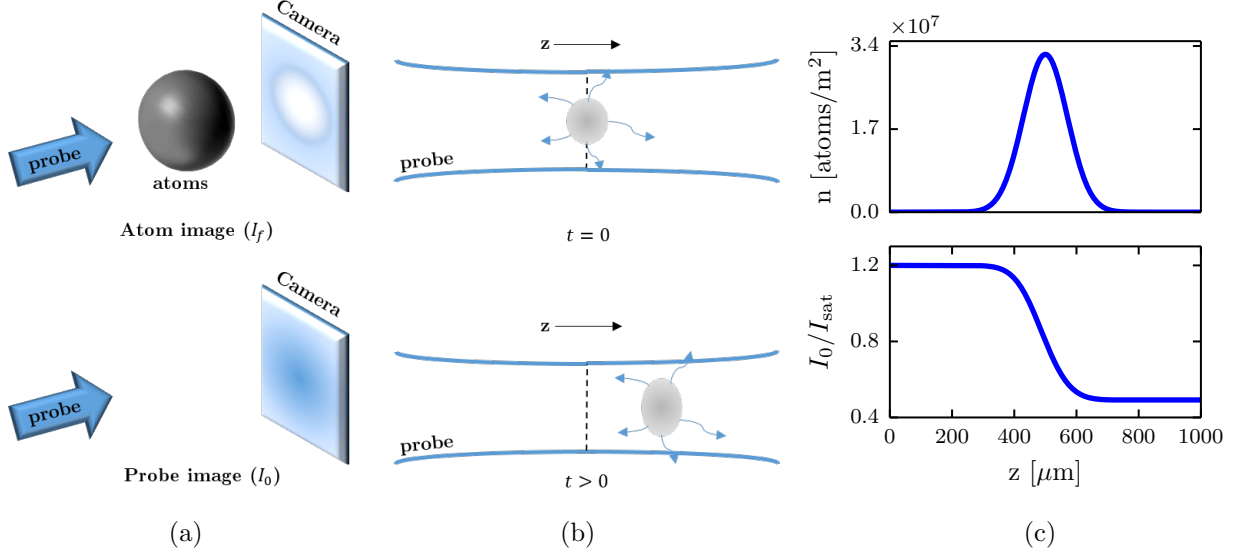 Camera
probe
atoms
Atom image (I_f)
Camera
probe
Probe image (I_0)
(a)
z
probe
t = 0
z
probe
t > 0
(b)
×10^7
3.4
1.7
0.0
n [atoms/m^2]
1.2
0.8
0.4
I_0/I_sat
0 200 400 600 800 1000
z [μm]
(c)